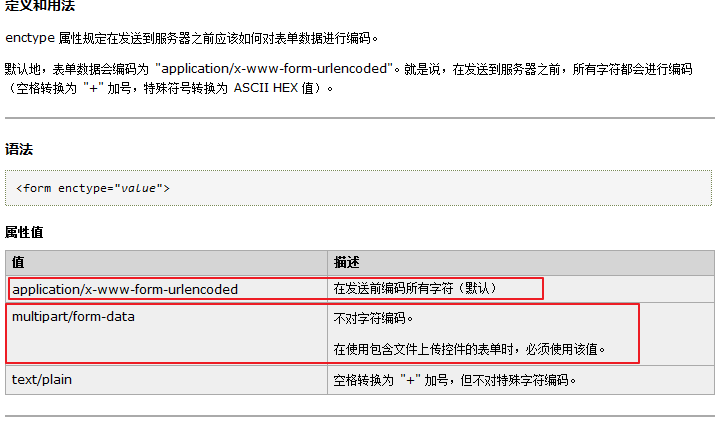 定义和用法
enctype 属性规定在发送到服务器之前应该如何对表单数据进行编码。
默认地，表单数据会编码为 "application/x-www-form-urlencoded"。就是说，在发送到服务器之前，所有字符都会进行编码
（空格转换为 "+" 加号，特殊符号转换为 ASCII HEX 值）。
语法
<form enctype="value">
属性值
值 描述
application/x-www-form-urlencoded 在发送前编码所有字符（默认）
multipart/form-data 不对字符编码。
在使用包含文件上传控件的表单时，必须使用该值。
text/plain 空格转换为 "+" 加号，但不对特殊字符编码。